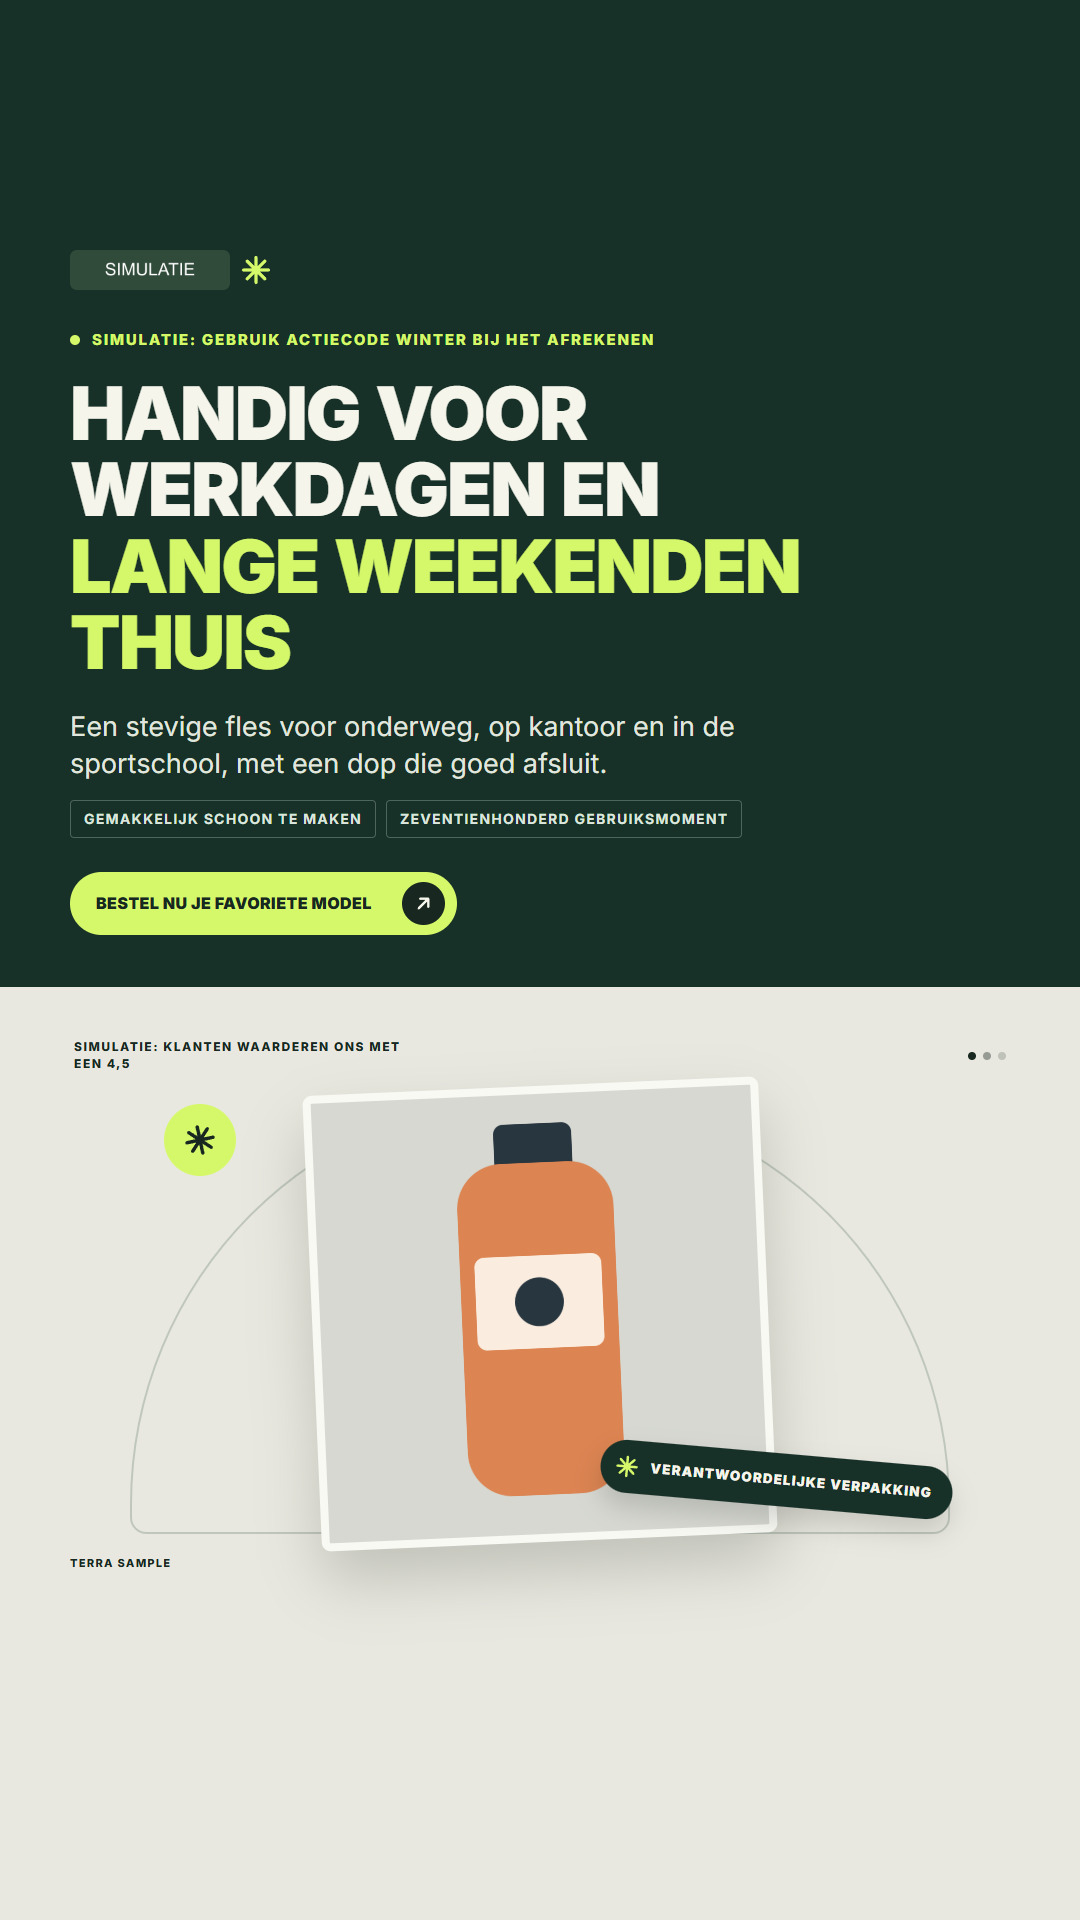 SIMULATIE
SIMULATIE: GEBRUIK ACTIECODE WINTER BIJ HET AFREKENEN
HANDIG VOOR
WERKDAGEN EN
LANGE WEEKENDEN
THUIS
Een stevige fles voor onderweg, op kantoor en in de
sportschool, met een dop die goed afsluit.
GEMAKKELIJK SCHOON TE MAKEN
ZEVENTIENHONDERD GEBRUIKSMOMENT
BESTEL NU JE FAVORIETE MODEL
SIMULATIE: KLANTEN WAARDEREN ONS MET
EEN 4,5
VERANTWOORDELIJKE VERPAKKING
TERRA SAMPLE